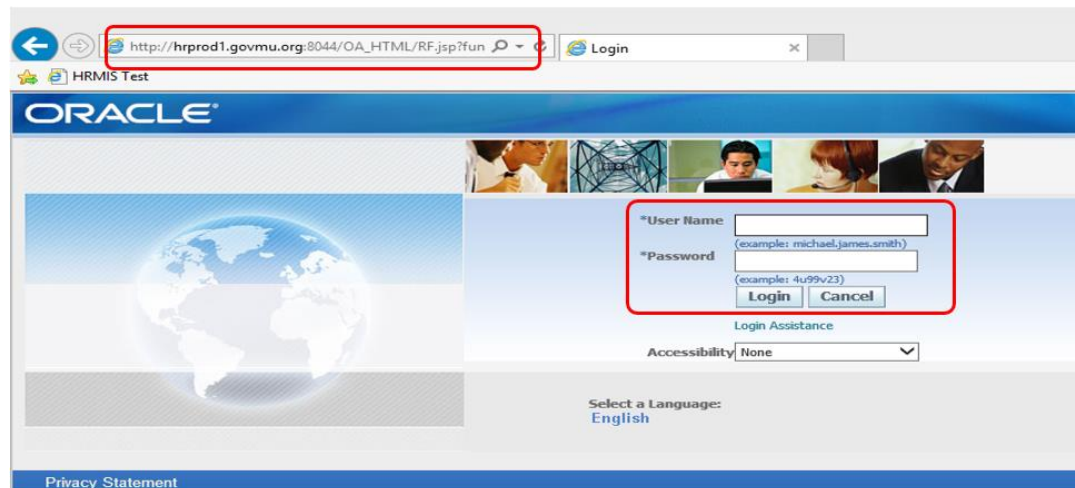 http://hrprod1.govmu.org:8044/OA_HTML/RF.jsp?fun
Login
HRMIS Test
ORACLE®
*User Name
(example: michael.james.smith)
*Password
(example: 4u99v23)
Login Cancel
Login Assistance
Accessibility None
Select a Language:
English
Privacy Statement